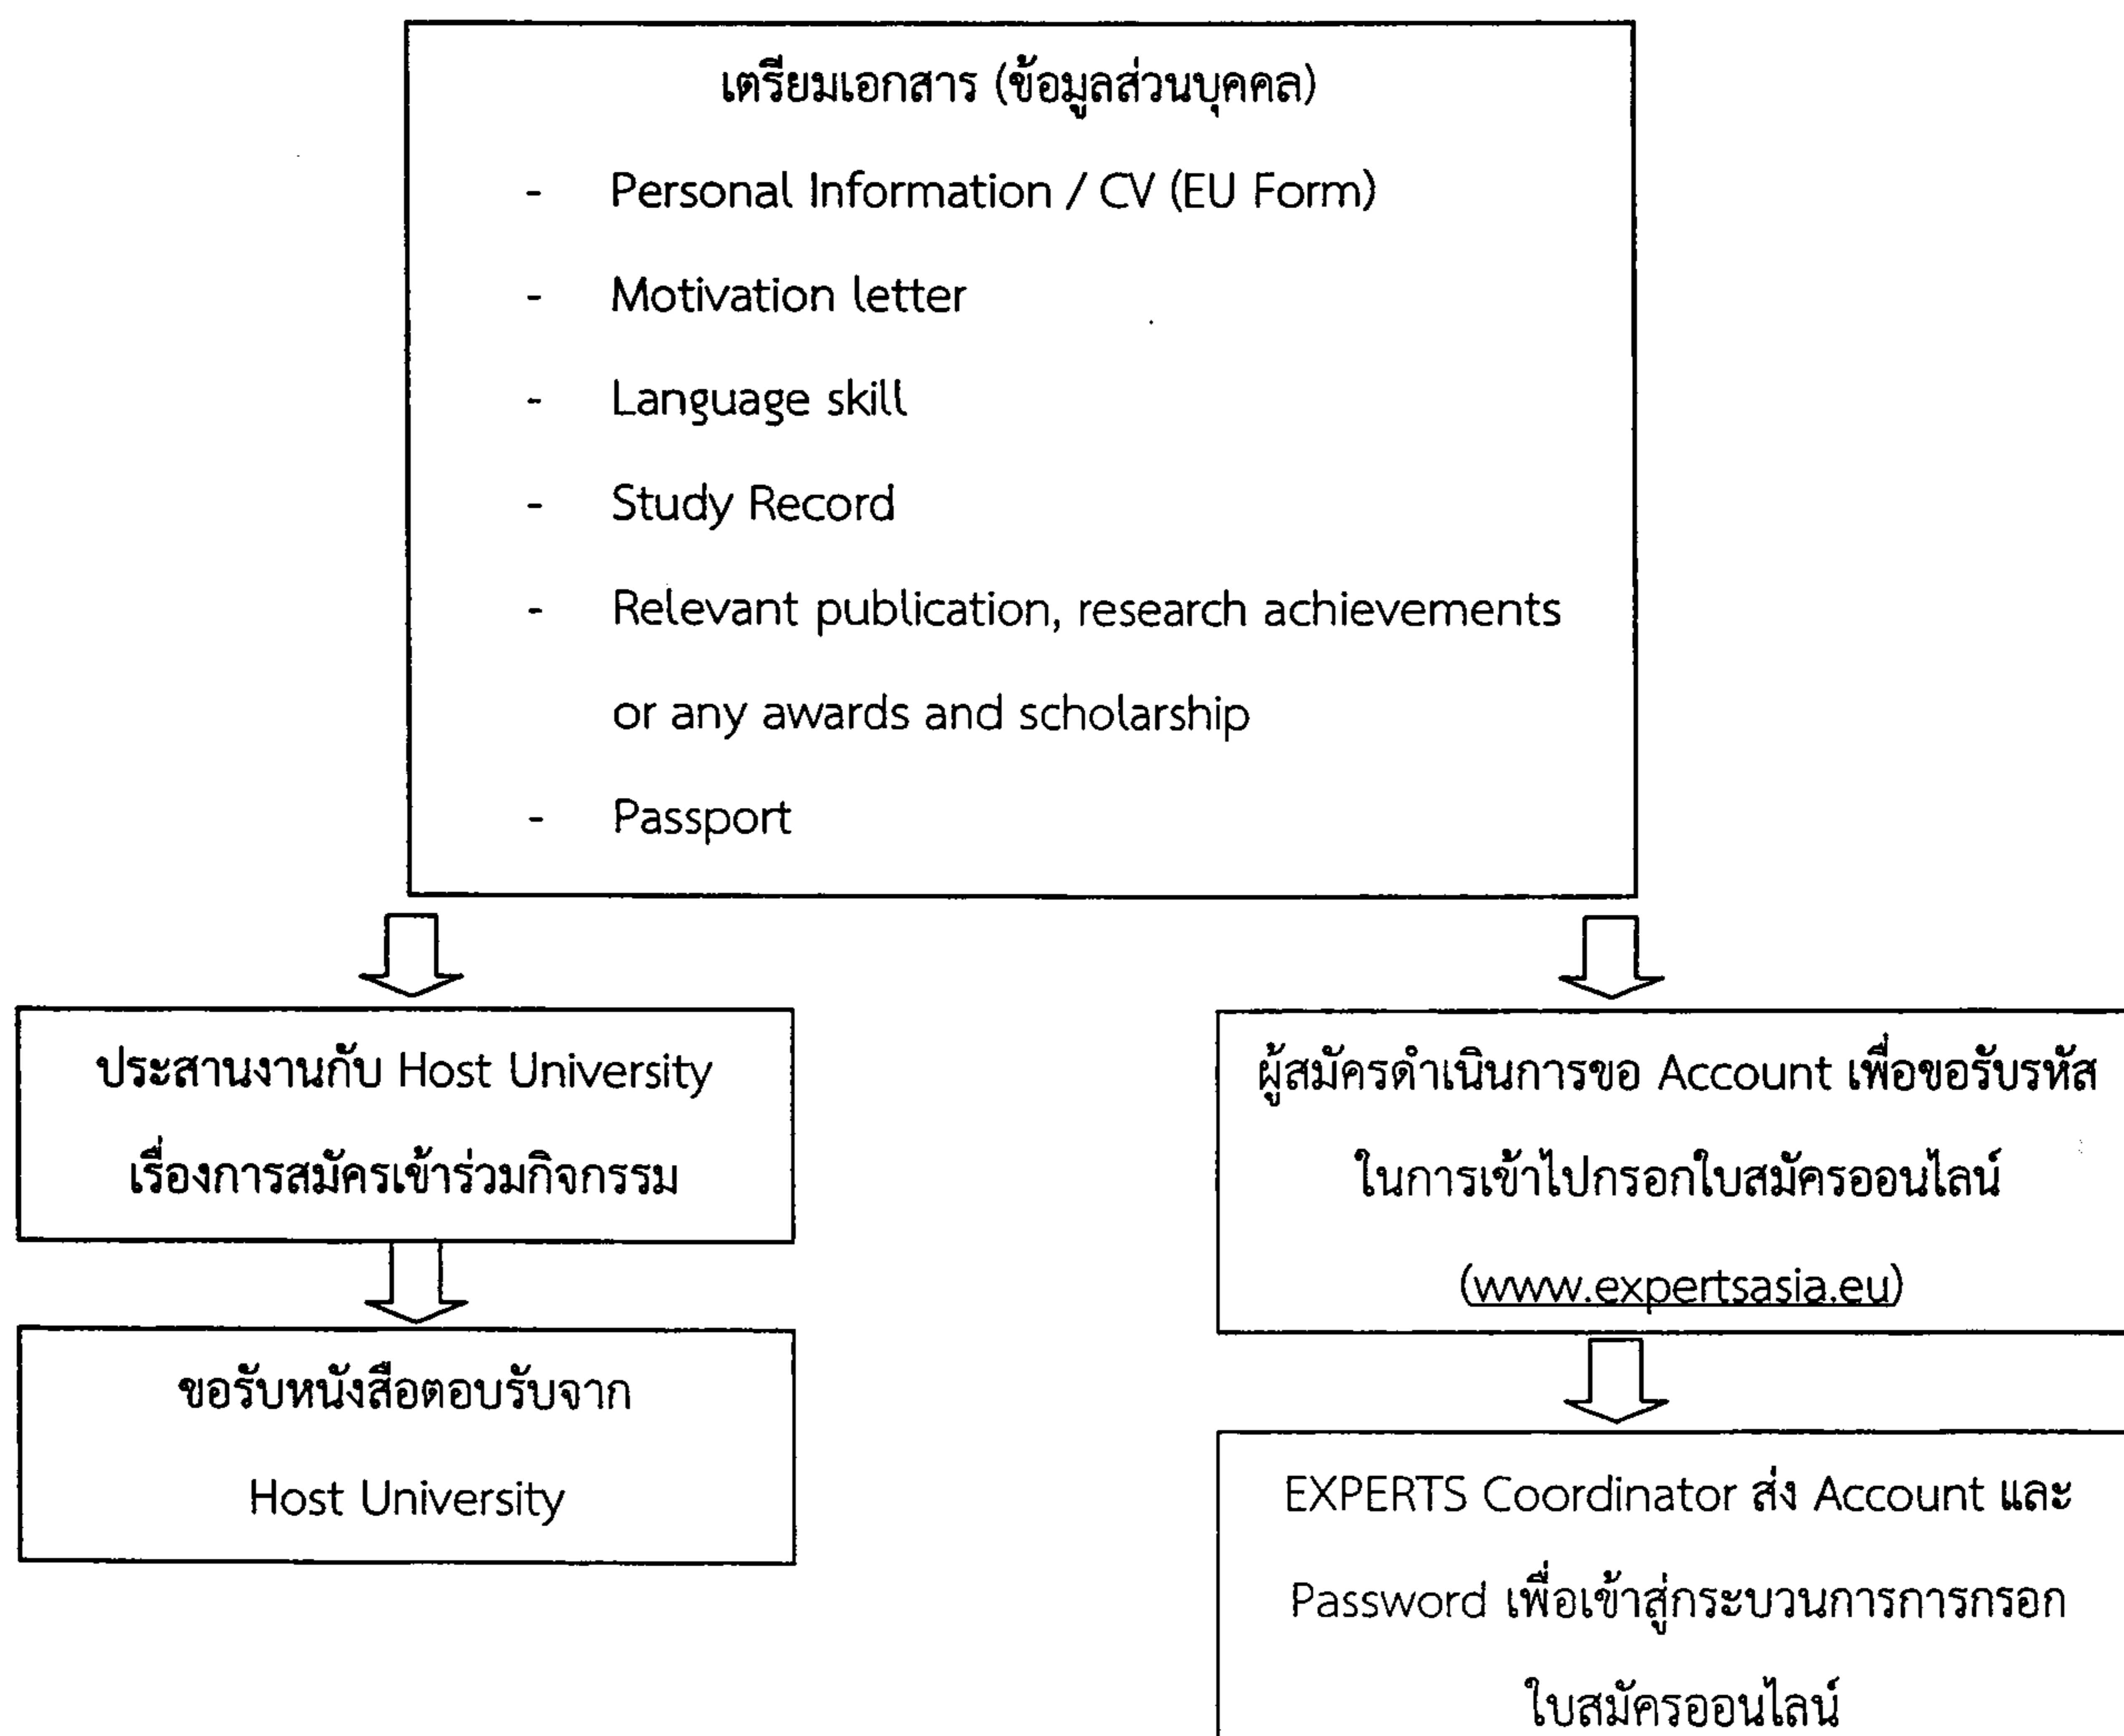 เตรียมเอกสาร (ข้อมูลส่วนบุคคล)
- Personal Information / CV (EU Form)
- Motivation letter
- Language skill
- Study Record
- Relevant publication, research achievements
or any awards and scholarship
- Passport
ประสานงานกับ Host University
เรื่องการสมัครเข้าร่วมกิจกรรม
ขอรับหนังสือตอบรับจาก
Host University
ผู้สมัครดำเนินการขอ Account เพื่อขอรับรหัส
ในการเข้าไปกรอกใบสมัครออนไลน์
(www.expertsasia.eu)
EXPERTS Coordinator ส่ง Account และ
Password เพื่อเข้าสู่กระบวนการการกรอก
ใบสมัครออนไลน์